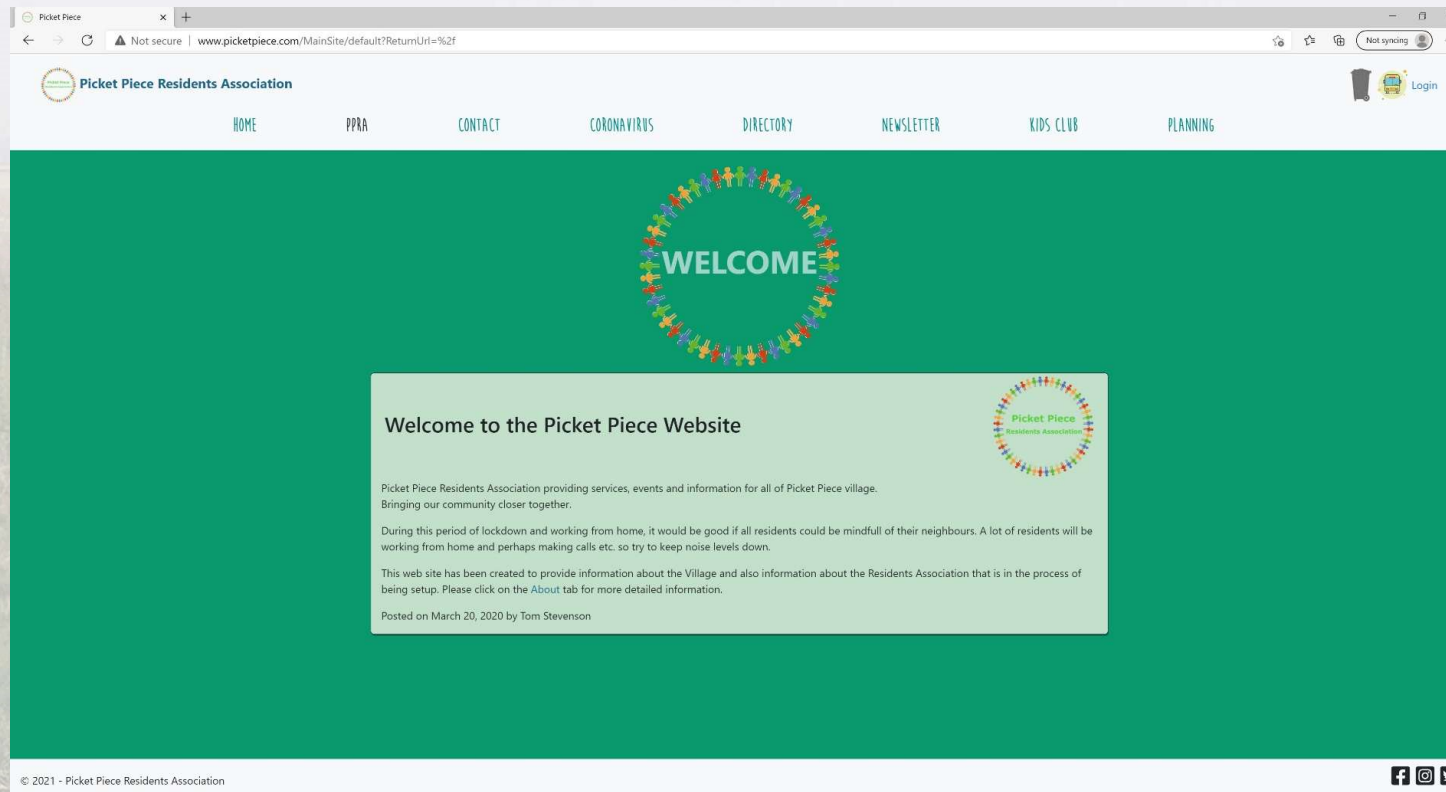 Picket Piece
Not secure | www.picketpiece.com/MainSite/default?ReturnUrl=%2f
Not syncing
Picket Piece Residents Association
Login
HOME PPRA CONTACT CORONAVIRUS DIRECTORY NEWSLETTER KIDS CLUB PLANNING
WELCOME
Welcome to the Picket Piece Website
Picket Piece
Residents Association
Picket Piece Residents Association providing services, events and information for all of Picket Piece village.
Bringing our community closer together.
During this period of lockdown and working from home, it would be good if all residents could be mindfull of their neighbours. A lot of residents will be
working from home and perhaps making calls etc. so try to keep noise levels down.
This web site has been created to provide information about the Village and also information about the Residents Association that is in the process of
being setup. Please click on the About tab for more detailed information.
Posted on March 20, 2020 by Tom Stevenson
© 2021 - Picket Piece Residents Association